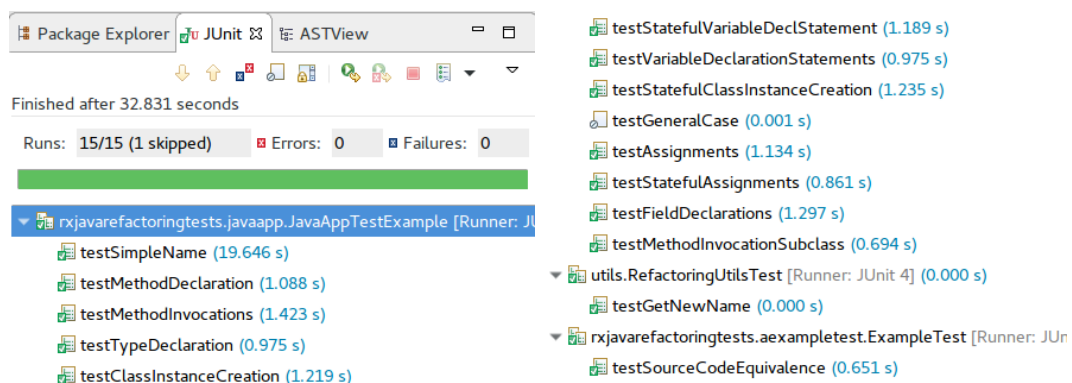 Package Explorer JUnit ASTView
Finished after 32.831 seconds
Runs: 15/15 (1 skipped) Errors: 0 Failures: 0
rxjavarefactoringtests.javaapp.JavaAppTestExample [Runner: JU
testSimpleName (19.646 s)
testMethodDeclaration (1.088 s)
testMethodInvocations (1.423 s)
testTypeDeclaration (0.975 s)
testClassInstanceCreation (1.219 s)
testStatefulVariableDeclStatement (1.189 s)
testVariableDeclarationStatements (0.975 s)
testStatefulClassInstanceCreation (1.235 s)
testGeneralCase (0.001 s)
testAssignments (1.134 s)
testStatefulAssignments (0.861 s)
testFieldDeclarations (1.297 s)
testMethodInvocationSubclass (0.694 s)
utils.RefactoringUtilsTest [Runner: JUnit 4] (0.000 s)
testGetNewName (0.000 s)
rxjavarefactoringtests.aexampletest.ExampleTest [Runner: JUn
testSourceCodeEquivalence (0.651 s)